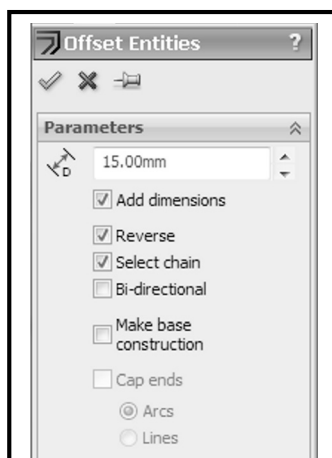 Offset Entities ?
Parameters
D
15.00mm
Add dimensions
Reverse
Select chain
Bi-directional
Make base
construction
Cap ends
Arcs
Lines